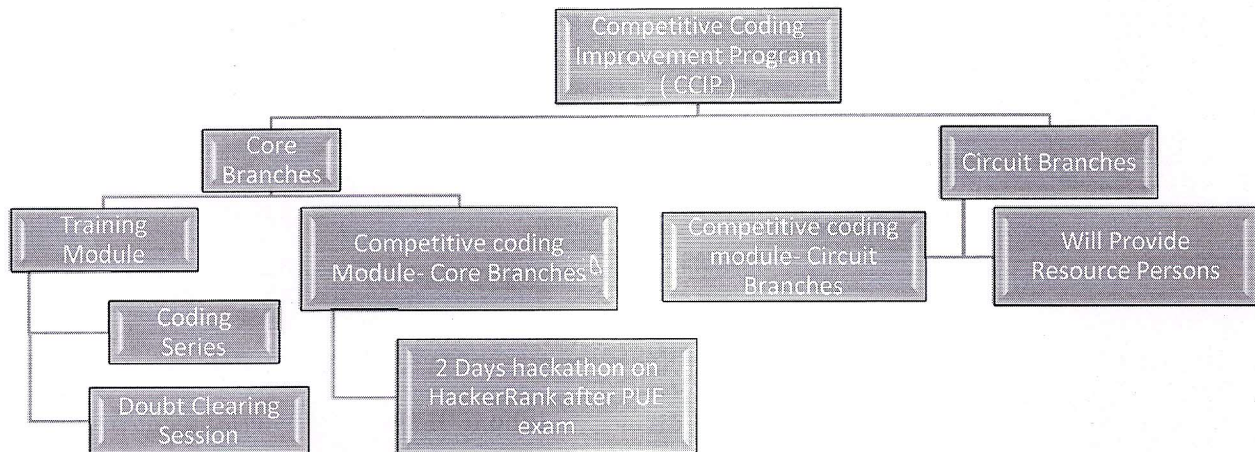 Competitive Coding
Improvement Program
( CCIP )
Core
Branches
Circuit Branches
Training
Module
Competitive coding
Module- Core Branches
Competitive coding
module- Circuit
Branches
Will Provide
Resource Persons
Coding
Series
2 Days hackathon on
HackerRank after PUE
exam
Doubt Clearing
Session